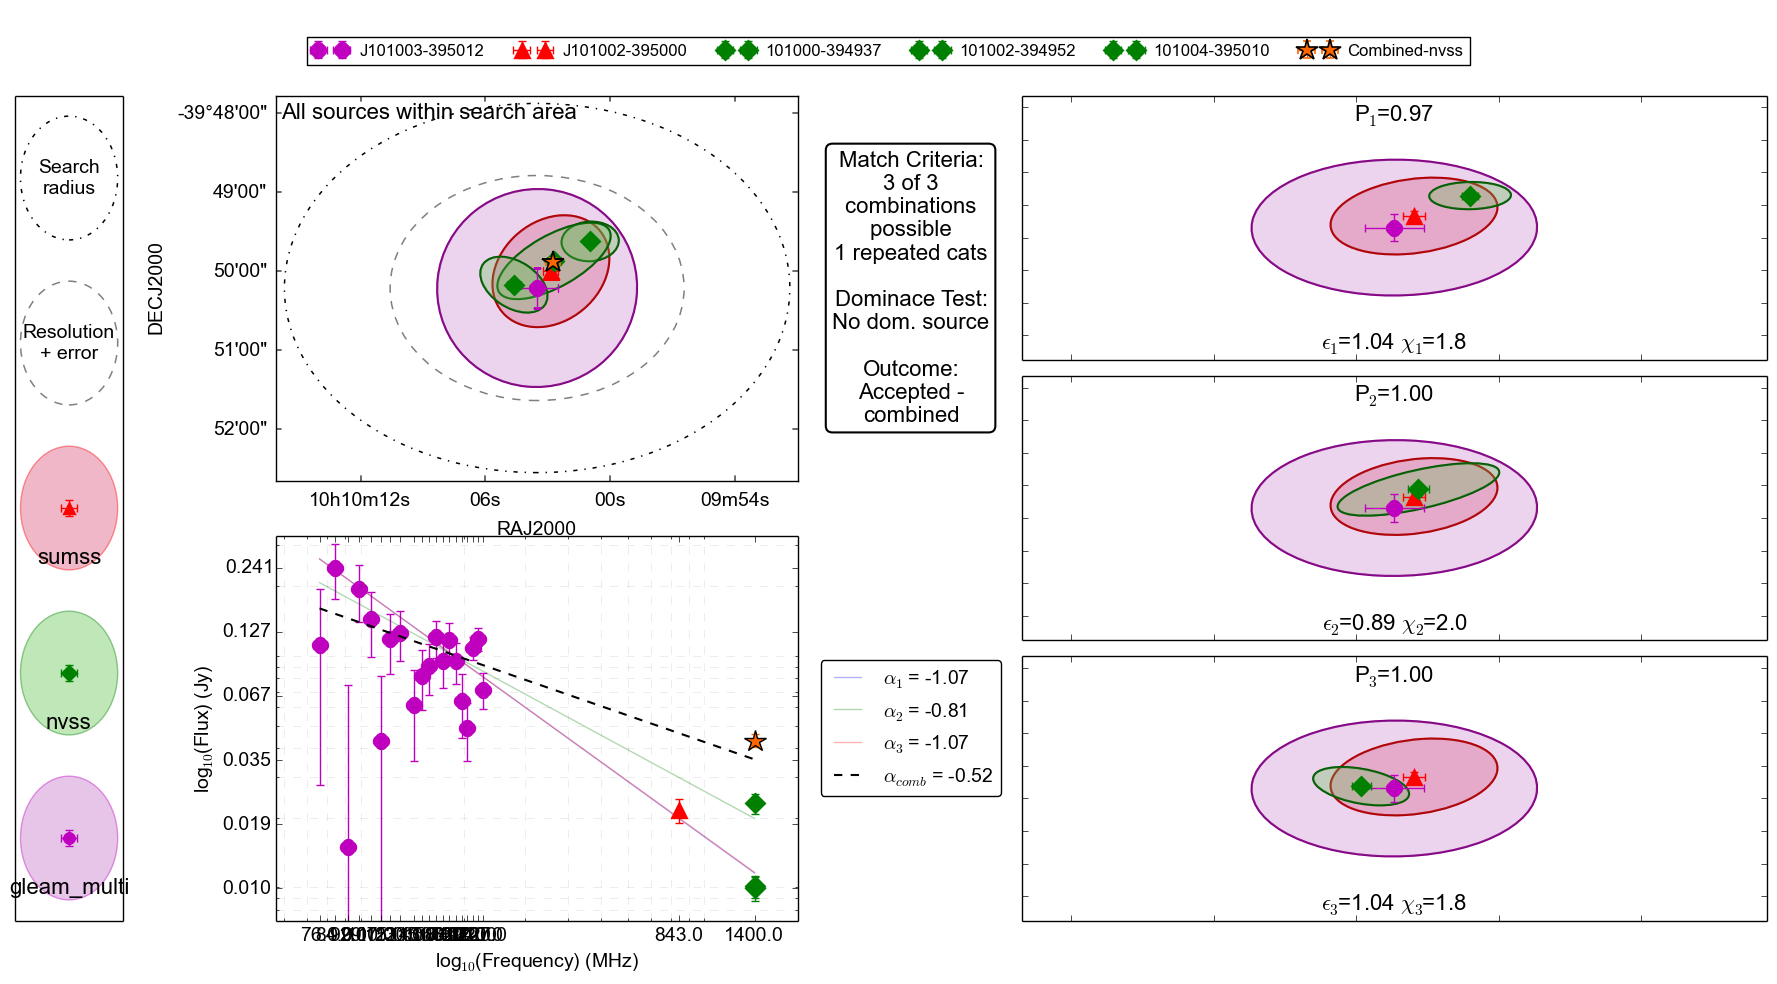 J101003-395012 J101002-395000 101000-394937 101002-394952 101004-395010 Combined-nvss
Search
radius
Resolution
+ error
sumss
nvss
gleam_multi
All sources within search area
-39°48'00"
49'00"
50'00"
51'00"
52'00"
DECJ2000
10h10m12s 06s 00s 09m54s
RAJ2000
Match Criteria:
3 of 3
combinations
possible
1 repeated cats
Dominace Test:
No dom. source
Outcome:
Accepted -
combined
P1=0.97
ϵ1=1.04 χ1=1.8
P2=1.00
ϵ2=0.89 χ2=2.0
P3=1.00
ϵ3=1.04 χ3=1.8
0.241
0.127
0.067
0.035
0.019
0.010
log10(Flux) (Jy)
843.0 1400.0
log10(Frequency) (MHz)
α1 = -1.07
α2 = -0.81
α3 = -1.07
αcomb = -0.52